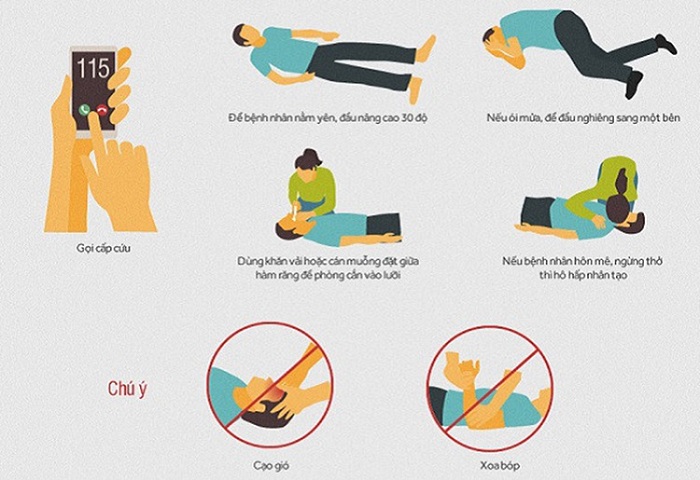 115
Gọi cấp cứu
Để bệnh nhân nằm yên, đầu nâng cao 30 độ
Nếu ói mửa, để đầu nghiêng sang một bên
Dùng khăn vải hoặc cán muỗng đặt giữa
hàm răng để phòng cắn vào lưỡi
Nếu bệnh nhân hôn mê, ngừng thở
thì hô hấp nhân tạo
Chú ý
Cạo gió
Xoa bóp